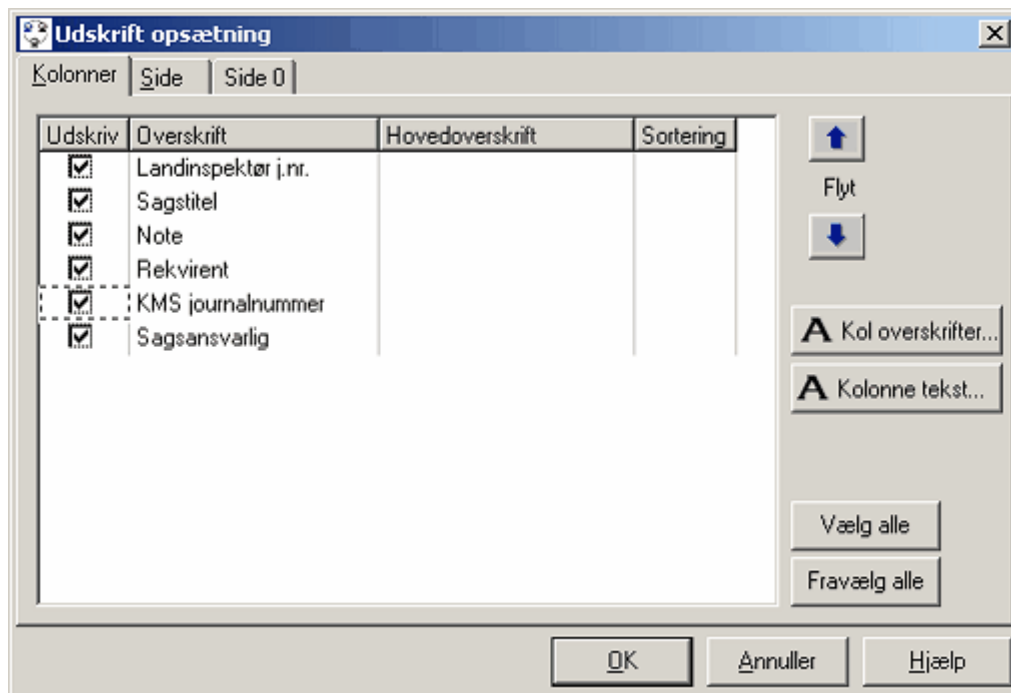 Udskrift opsætning
Kolonner Side Side 0
Udskriv Overskrift Hovedoverskrift Sortering
Landinspektør j.nr.
Sagstitel
Note
Rekvirent
KMS journalnummer
Sagsansvarlig
Flyt
A Kol overskrifter...
A Kolonne tekst...
Vælg alle
Fravælg alle
OK Annuller Hjælp